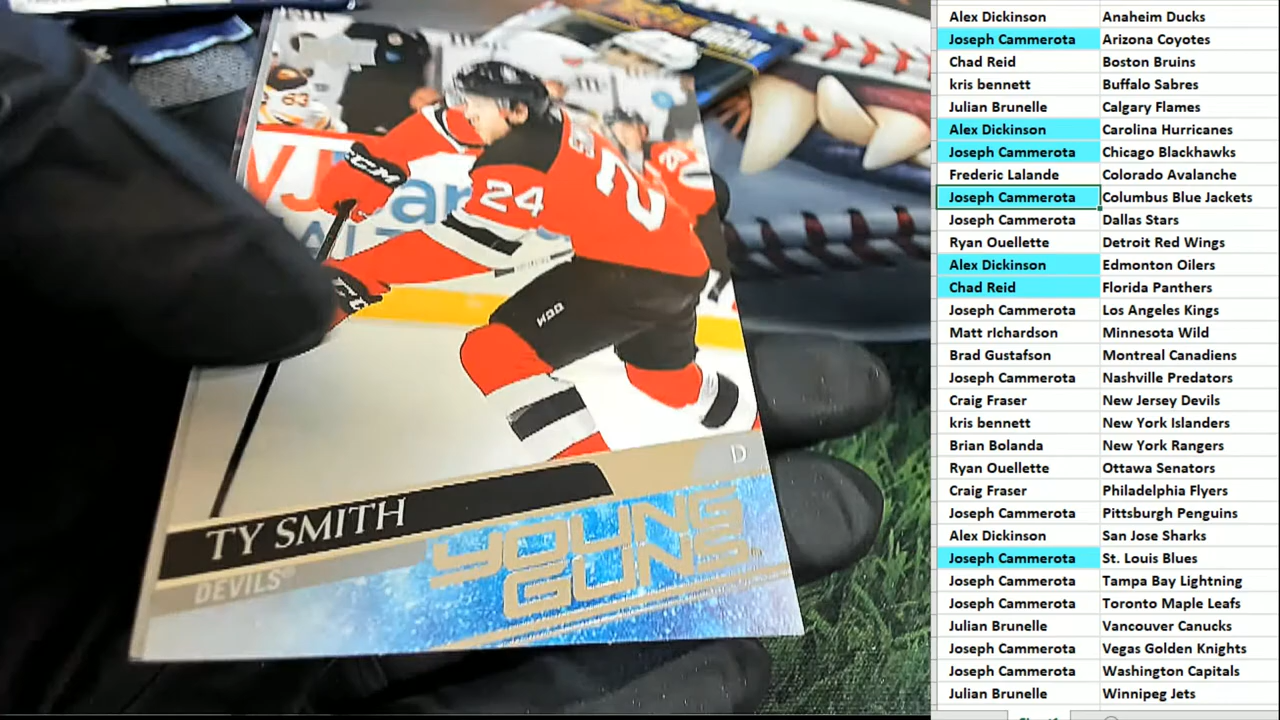 63
24
2
CCM
TY SMITH
D
DEVILS
YOUNG
GUNS
Alex Dickinson Anaheim Ducks
Joseph Cammerota Arizona Coyotes
Chad Reid Boston Bruins
kris bennett Buffalo Sabres
Julian Brunelle Calgary Flames
Alex Dickinson Carolina Hurricanes
Joseph Cammerota Chicago Blackhawks
Frederic Lalande Colorado Avalanche
Joseph Cammerota Columbus Blue Jackets
Joseph Cammerota Dallas Stars
Ryan Ouellette Detroit Red Wings
Alex Dickinson Edmonton Oilers
Chad Reid Florida Panthers
Joseph Cammerota Los Angeles Kings
Matt rIchardson Minnesota Wild
Brad Gustafson Montreal Canadiens
Joseph Cammerota Nashville Predators
Craig Fraser New Jersey Devils
kris bennett New York Islanders
Brian Bolanda New York Rangers
Ryan Ouellette Ottawa Senators
Craig Fraser Philadelphia Flyers
Joseph Cammerota Pittsburgh Penguins
Alex Dickinson San Jose Sharks
Joseph Cammerota St. Louis Blues
Joseph Cammerota Tampa Bay Lightning
Joseph Cammerota Toronto Maple Leafs
Julian Brunelle Vancouver Canucks
Joseph Cammerota Vegas Golden Knights
Joseph Cammerota Washington Capitals
Julian Brunelle Winnipeg Jets